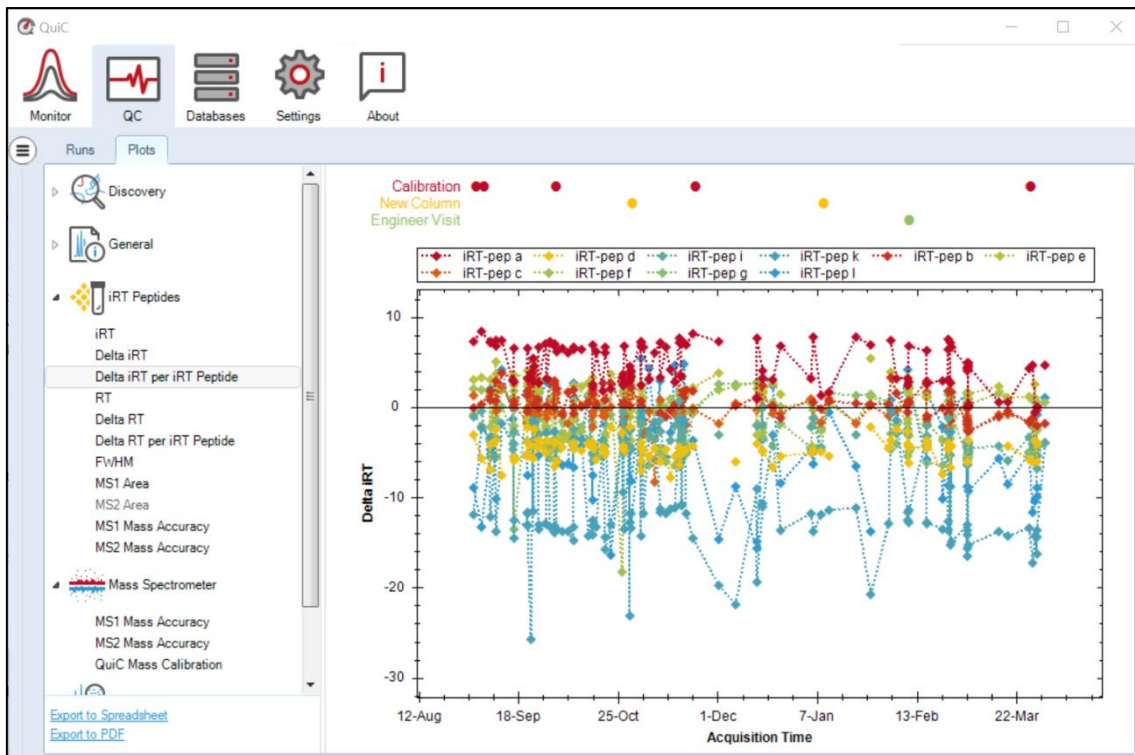 QuiC
Monitor QC Databases Settings About
Runs Plots
Discovery
General
iRT Peptides
iRT
Delta iRT
Delta iRT per iRT Peptide
RT
Delta RT
Delta RT per iRT Peptide
FWHM
MS1 Area
MS2 Area
MS1 Mass Accuracy
MS2 Mass Accuracy
Mass Spectrometer
MS1 Mass Accuracy
MS2 Mass Accuracy
QuiC Mass Calibration
Export to Spreadsheet
Export to PDF
Calibration
New Column
Engineer Visit
iRT-pep a iRT-pep d iRT-pep i iRT-pep k iRT-pep b iRT-pep e
iRT-pep c iRT-pep f iRT-pep g iRT-pep l
Delta iRT
10
0
-10
-20
-30
12-Aug 18-Sep 25-Oct 1-Dec 7-Jan 13-Feb 22-Mar
Acquisition Time